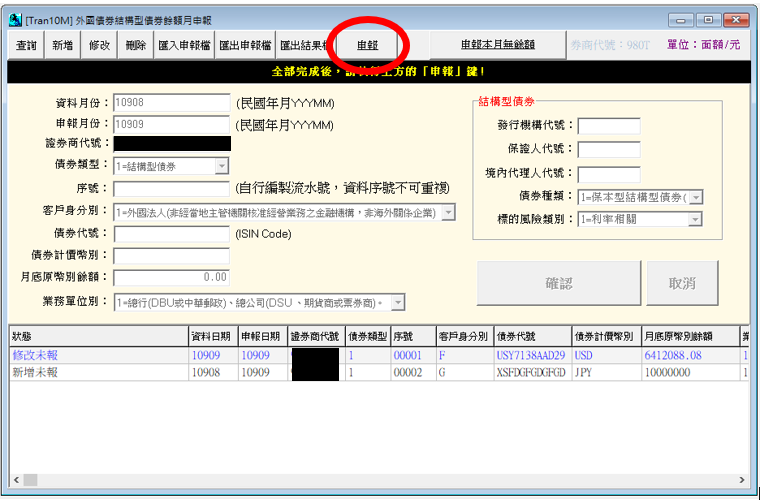 [Tran10M] 外國債券結構型債券餘額月申報
查詢 新增 修改 刪除 匯入申報檔 匯出申報檔 匯出結果檔 申報 申報本月無餘額 券商代號：980T 單位：面額/元
全部完成後，請執行上方的「申報」鍵！
資料月份： 10908 (民國年月YYYMM)
申報月份： 10909 (民國年月YYYMM)
證券商代號：
債券類型： 1=結構型債券
序號： (自行編製流水號，資料序號不可重複)
客戶身分別： 1=外國法人(非經當地主管機關核准經營業務之金融機構，非海外關係企業)
債券代號： (ISIN Code)
債券計價幣別：
月底原幣別餘額： 0.00
業務單位別： 1=總行(DBU或中華郵政)、總公司(DSU 、期貨商或票券商)。
結構型債券
發行機構代號：
保證人代號：
境內代理人代號：
債券種類： 1=保本型結構型債券(
標的風險類別： 1=利率相關
確認 取消
狀態 資料日期 申報日期 證券商代號 債券類型 序號 客戶身分別 債券代號 債券計價幣別 月底原幣別餘額
修改未報 10909 10909 1 00001 F USY7138AAD29 USD 6412088.08 1
新增未報 10908 10909 1 00002 G XSFDGFGDGFGD JPY 10000000 1